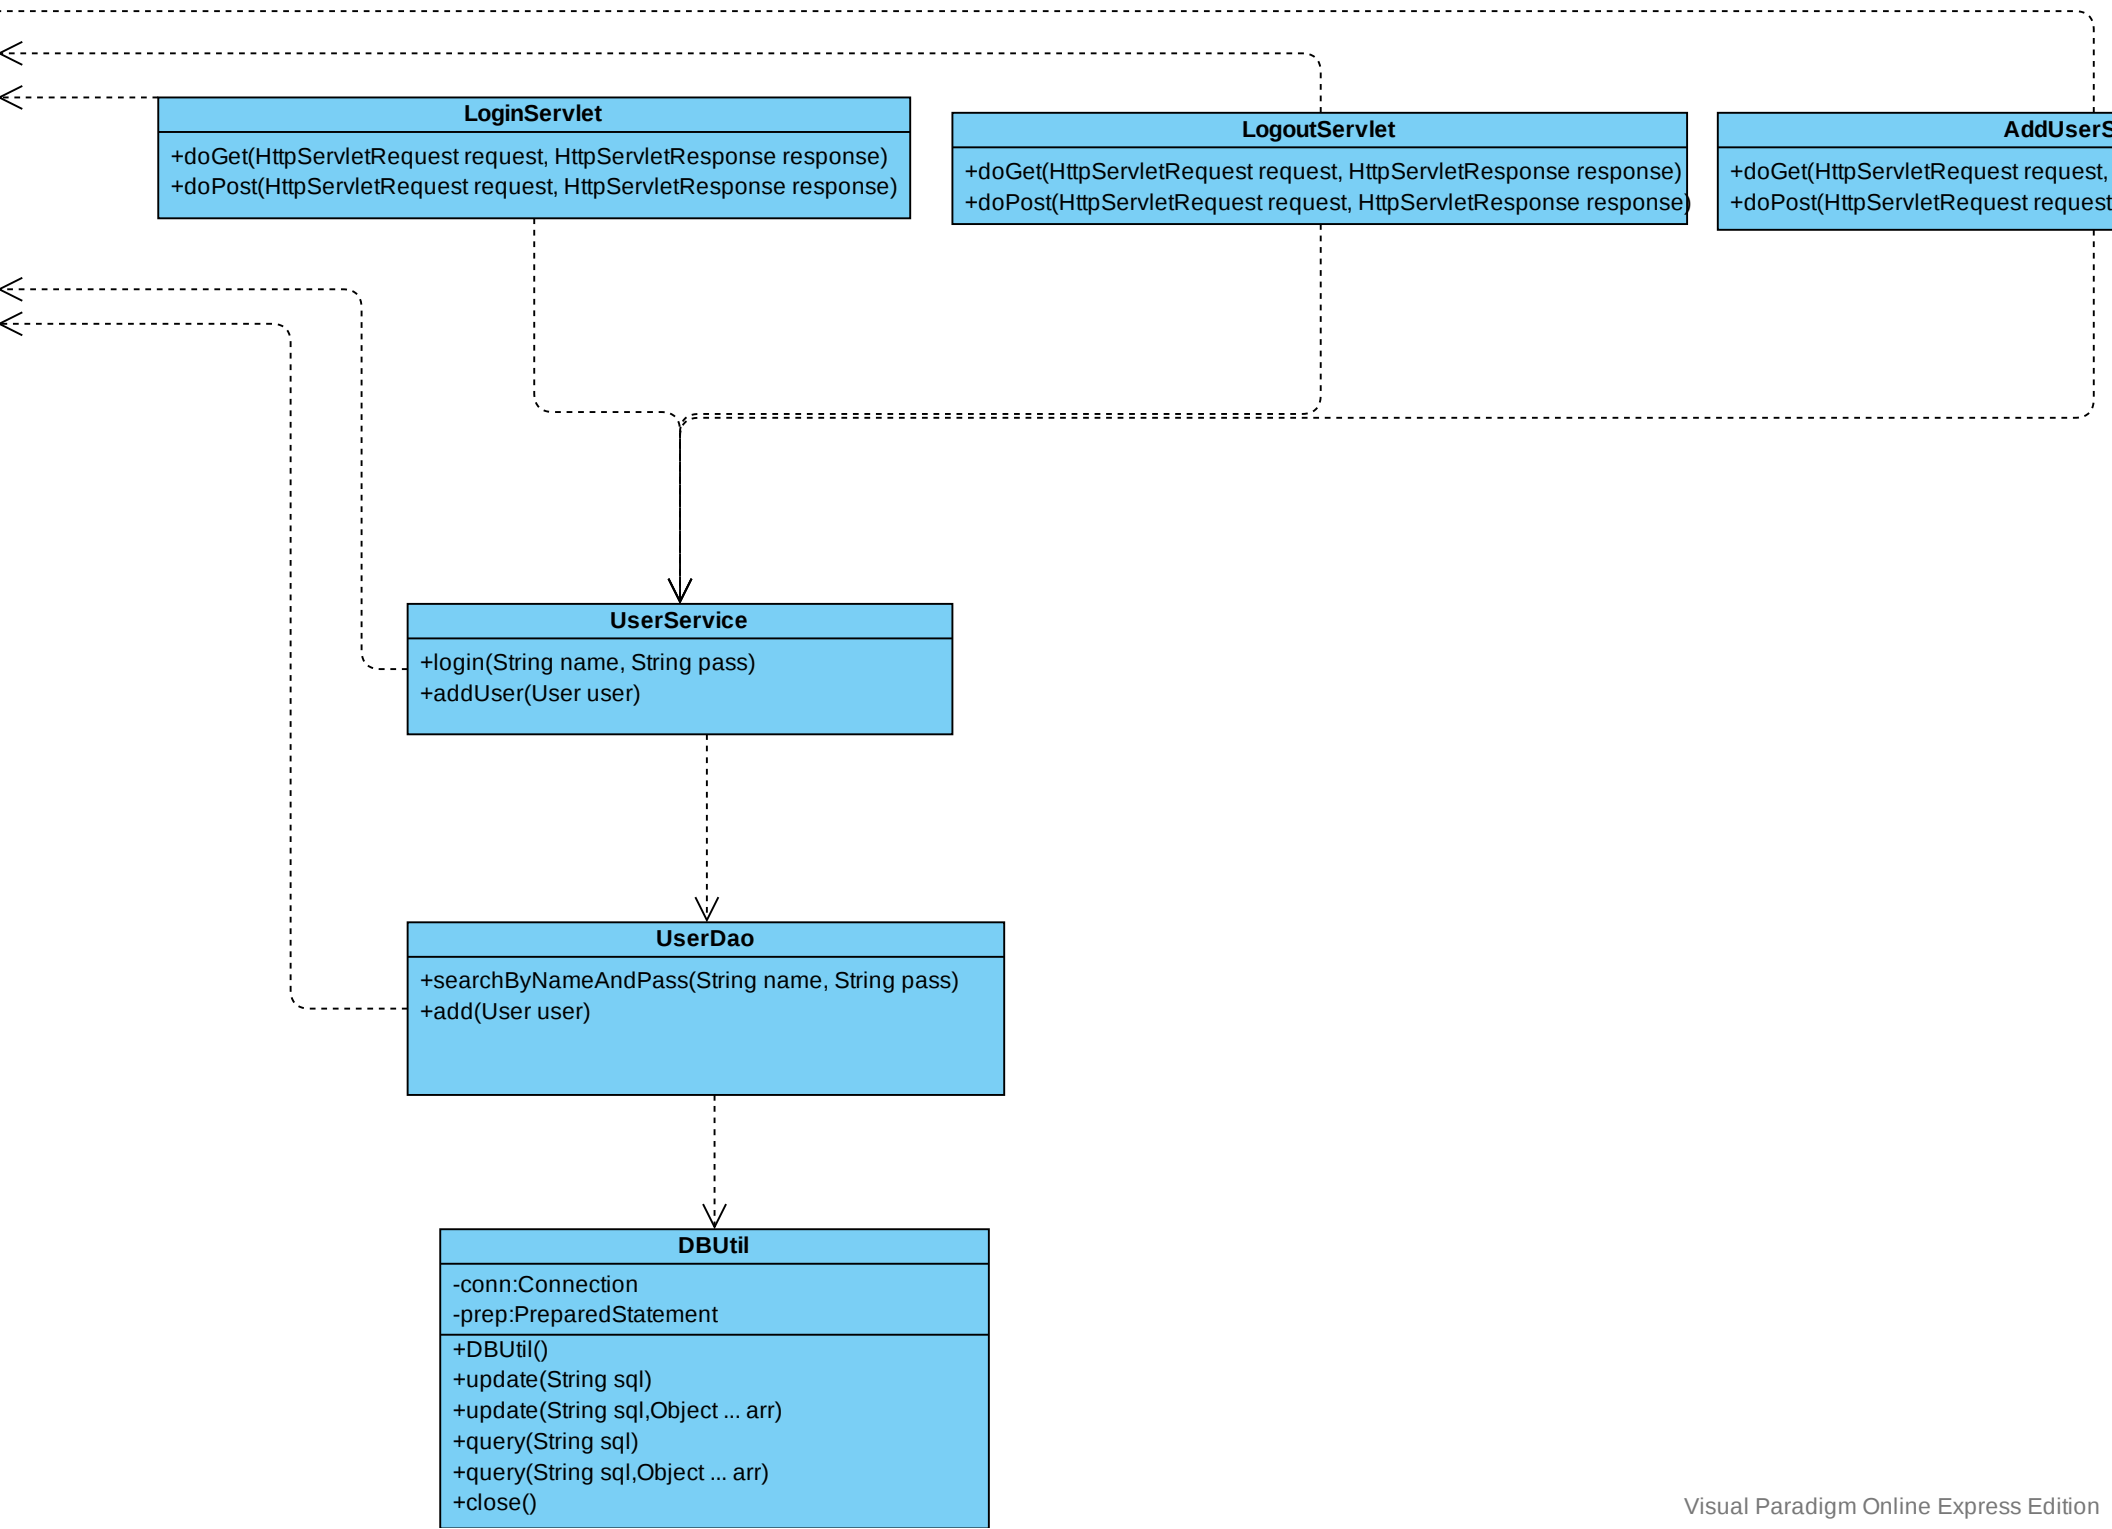 LoginServlet
+doGet(HttpServletRequest request, HttpServletResponse response)
+doPost(HttpServletRequest request, HttpServletResponse response)
LogoutServlet
+doGet(HttpServletRequest request, HttpServletResponse response)
+doPost(HttpServletRequest request, HttpServletResponse response)
AddUserS
+doGet(HttpServletRequest request,
+doPost(HttpServletRequest request
UserService
+login(String name, String pass)
+addUser(User user)
UserDao
+searchByNameAndPass(String name, String pass)
+add(User user)
DBUtil
-conn:Connection
-prep:PreparedStatement
+DBUtil()
+update(String sql)
+update(String sql,Object ... arr)
+query(String sql)
+query(String sql,Object ... arr)
+close()
Visual Paradigm Online Express Edition